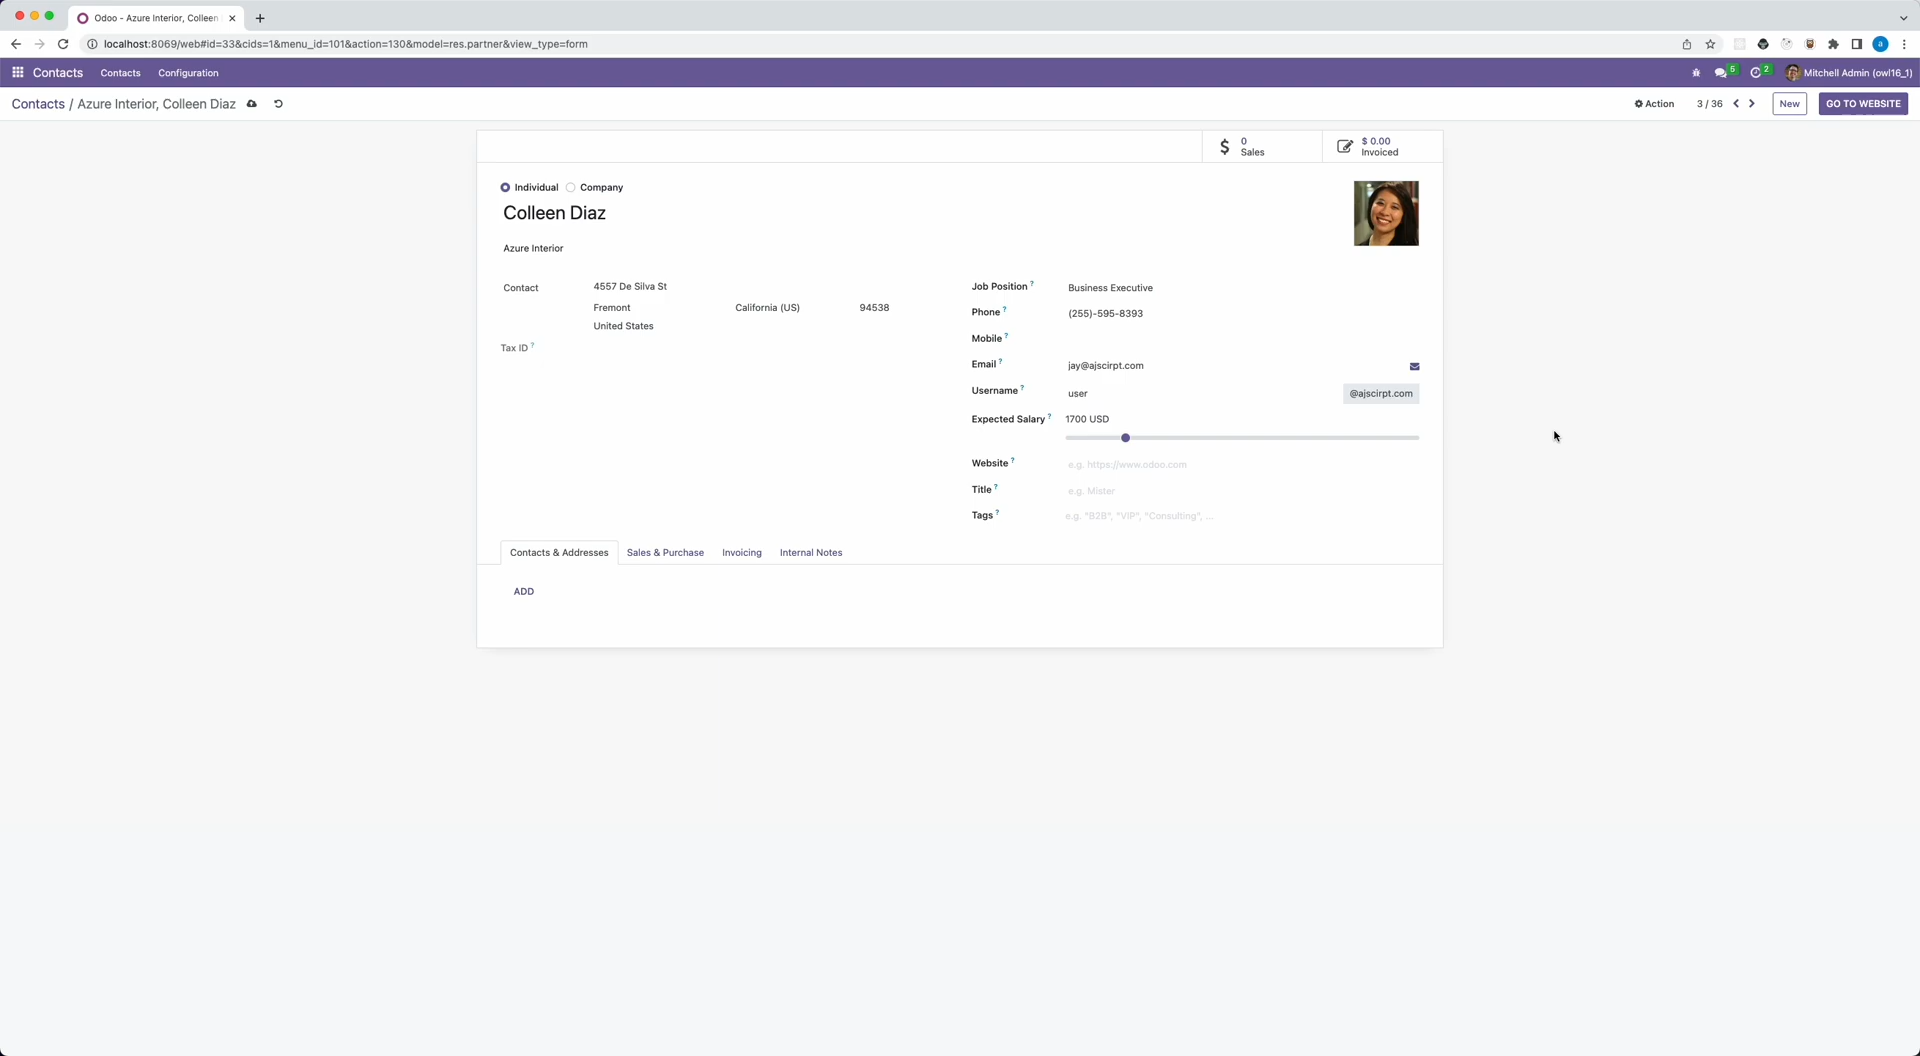 Odoo - Azure Interior, Colleen
localhost:8069/web#id=33&cids=1&menu_id=101&action=130&model=res.partner&view_type=form
a
Contacts Contacts Configuration
5 2 Mitchell Admin (owl16_1)
Contacts / Azure Interior, Colleen Diaz
Action 3 / 36 New GO TO WEBSITE
$ 0 Sales
$ 0.00 Invoiced
Individual Company
Colleen Diaz
Azure Interior
Contact 4557 De Silva St
Fremont California (US) 94538
United States
Tax ID ?
Job Position ? Business Executive
Phone ? (255)-595-8393
Mobile ?
Email ? jay@ajscirpt.com
Username ? user @ajscirpt.com
Expected Salary ? 1700 USD
Website ? e.g. https://www.odoo.com
Title ? e.g. Mister
Tags ? e.g. "B2B", "VIP", "Consulting", ...
Contacts & Addresses Sales & Purchase Invoicing Internal Notes
ADD